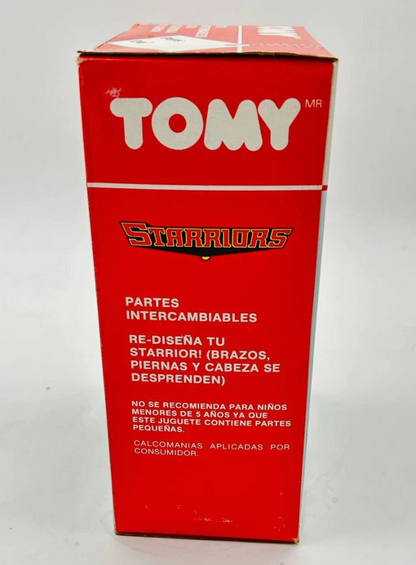 TOMY MR
STARRIORS
PARTES
INTERCAMBIABLES
RE-DISEÑA TU
STARRIOR! (BRAZOS,
PIERNAS Y CABEZA SE
DESPRENDEN)
NO SE RECOMIENDA PARA NIÑOS
MENORES DE 5 AÑOS YA QUE
ESTE JUGUETE CONTIENE PARTES
PEQUEÑAS.
CALCOMANIAS APLICADAS POR
CONSUMIDOR.